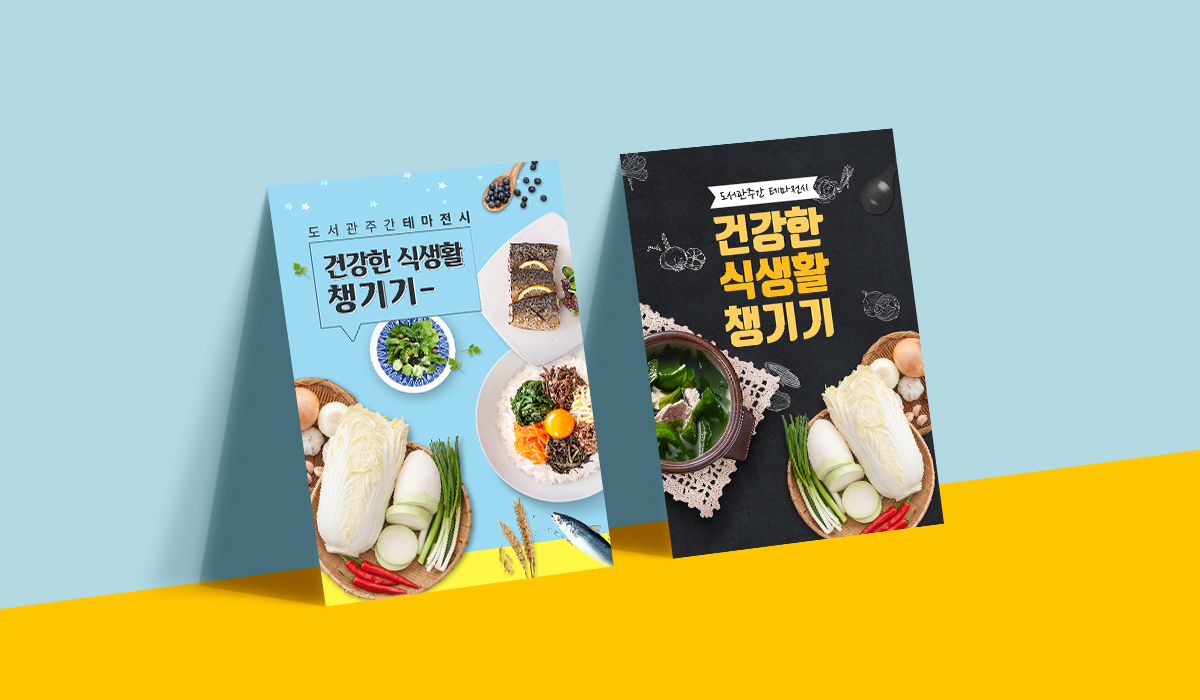 도서관주간테마전시
건강한 식생활
챙기기-
도서관주간 테마전시
건강한
식생활
챙기기